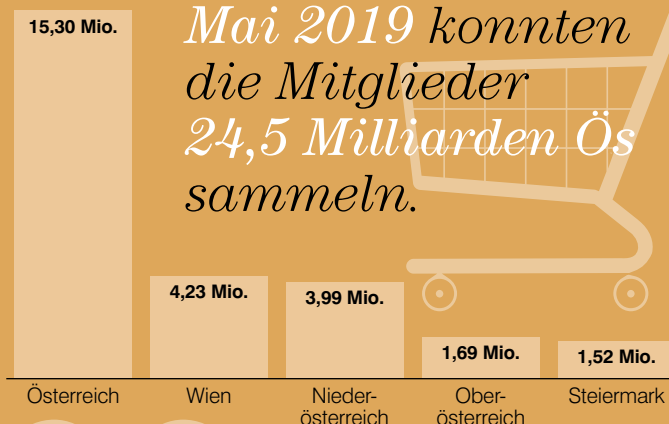 Mai 2019 konnten
die Mitglieder
24,5 Milliarden Ös
sammeln.
15,30 Mio.
4,23 Mio.
3,99 Mio.
1,69 Mio.
1,52 Mio.
Österreich
Wien
Nieder-
österreich
Ober-
österreich
Steiermark